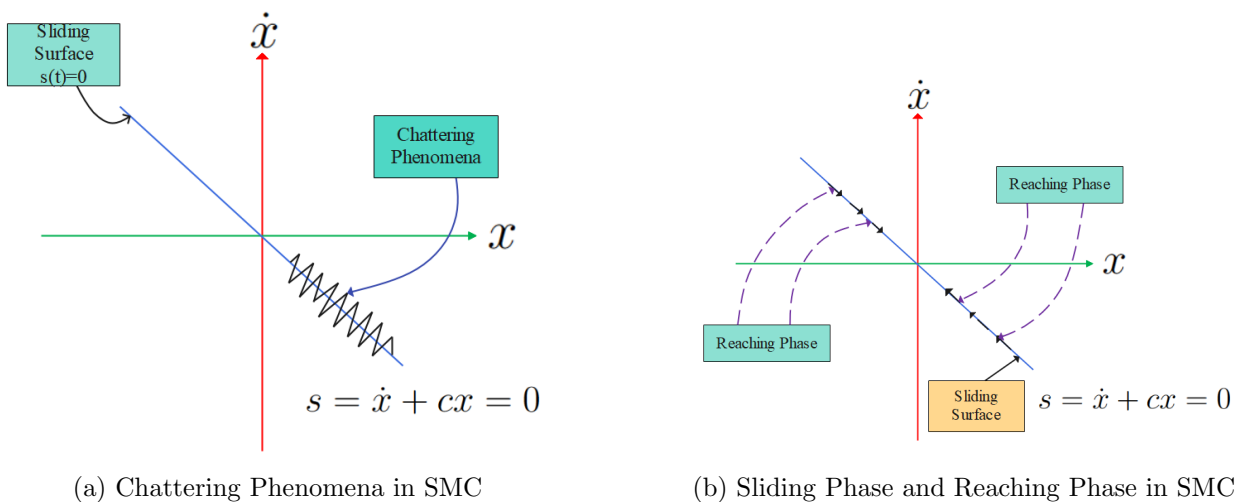 Sliding
Surface
s(t)=0
ẋ
Chattering
Phenomena
x
s = ẋ + cx = 0
(a) Chattering Phenomena in SMC
ẋ
Reaching Phase
x
Reaching Phase
Sliding
Surface
s = ẋ + cx = 0
(b) Sliding Phase and Reaching Phase in SMC